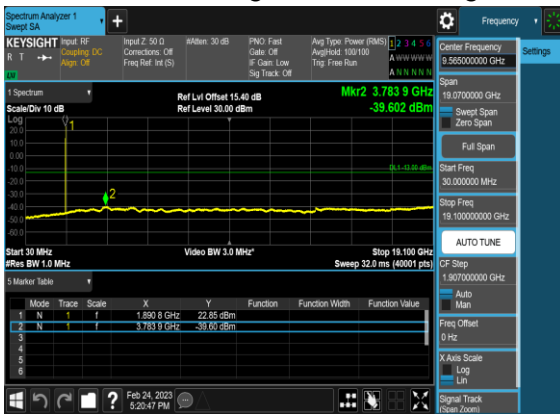 Spectrum Analyzer 1
Swept SA
Frequency
KEYSIGHT
R T
LV
Input: RF
Coupling: DC
Align: Off
Input Z: 50 Ω
Corrections: Off
Freq Ref: Int (S)
#Atten: 30 dB
PNO: Fast
Gate: Off
IF Gain: Low
Sig Track: Off
Avg Type: Power (RMS)
Avg|Hold: 100/100
Trig: Free Run
1 2 3 4 5 6
A W W W W W
A N N N N N
Center Frequency
9.565000000 GHz
Settings
Span
19.0700000 GHz
Swept Span
Zero Span
Full Span
Start Freq
30.000000 MHz
Stop Freq
19.100000000 GHz
AUTO TUNE
CF Step
1.907000000 GHz
Auto
Man
Freq Offset
0 Hz
X Axis Scale
Log
Lin
Signal Track
(Span Zoom)
1 Spectrum
Scale/Div 10 dB
Ref Lvl Offset 15.40 dB
Ref Level 30.00 dBm
Mkr2 3.783 9 GHz
-39.602 dBm
Log
20.0
10.0
0.00
-10.0
-20.0
-30.0
-40.0
-50.0
-60.0
1
2
DL1 -13.00 dBm
Start 30 MHz
#Res BW 1.0 MHz
Video BW 3.0 MHz*
Stop 19.100 GHz
Sweep 32.0 ms (40001 pts)
5 Marker Table
Mode Trace Scale X Y Function Function Width Function Value
1 N 1 f 1.890 8 GHz 22.85 dBm
2 N 1 f 3.783 9 GHz -39.60 dBm
3
4
5
6
?
Feb 24, 2023
5:20:47 PM